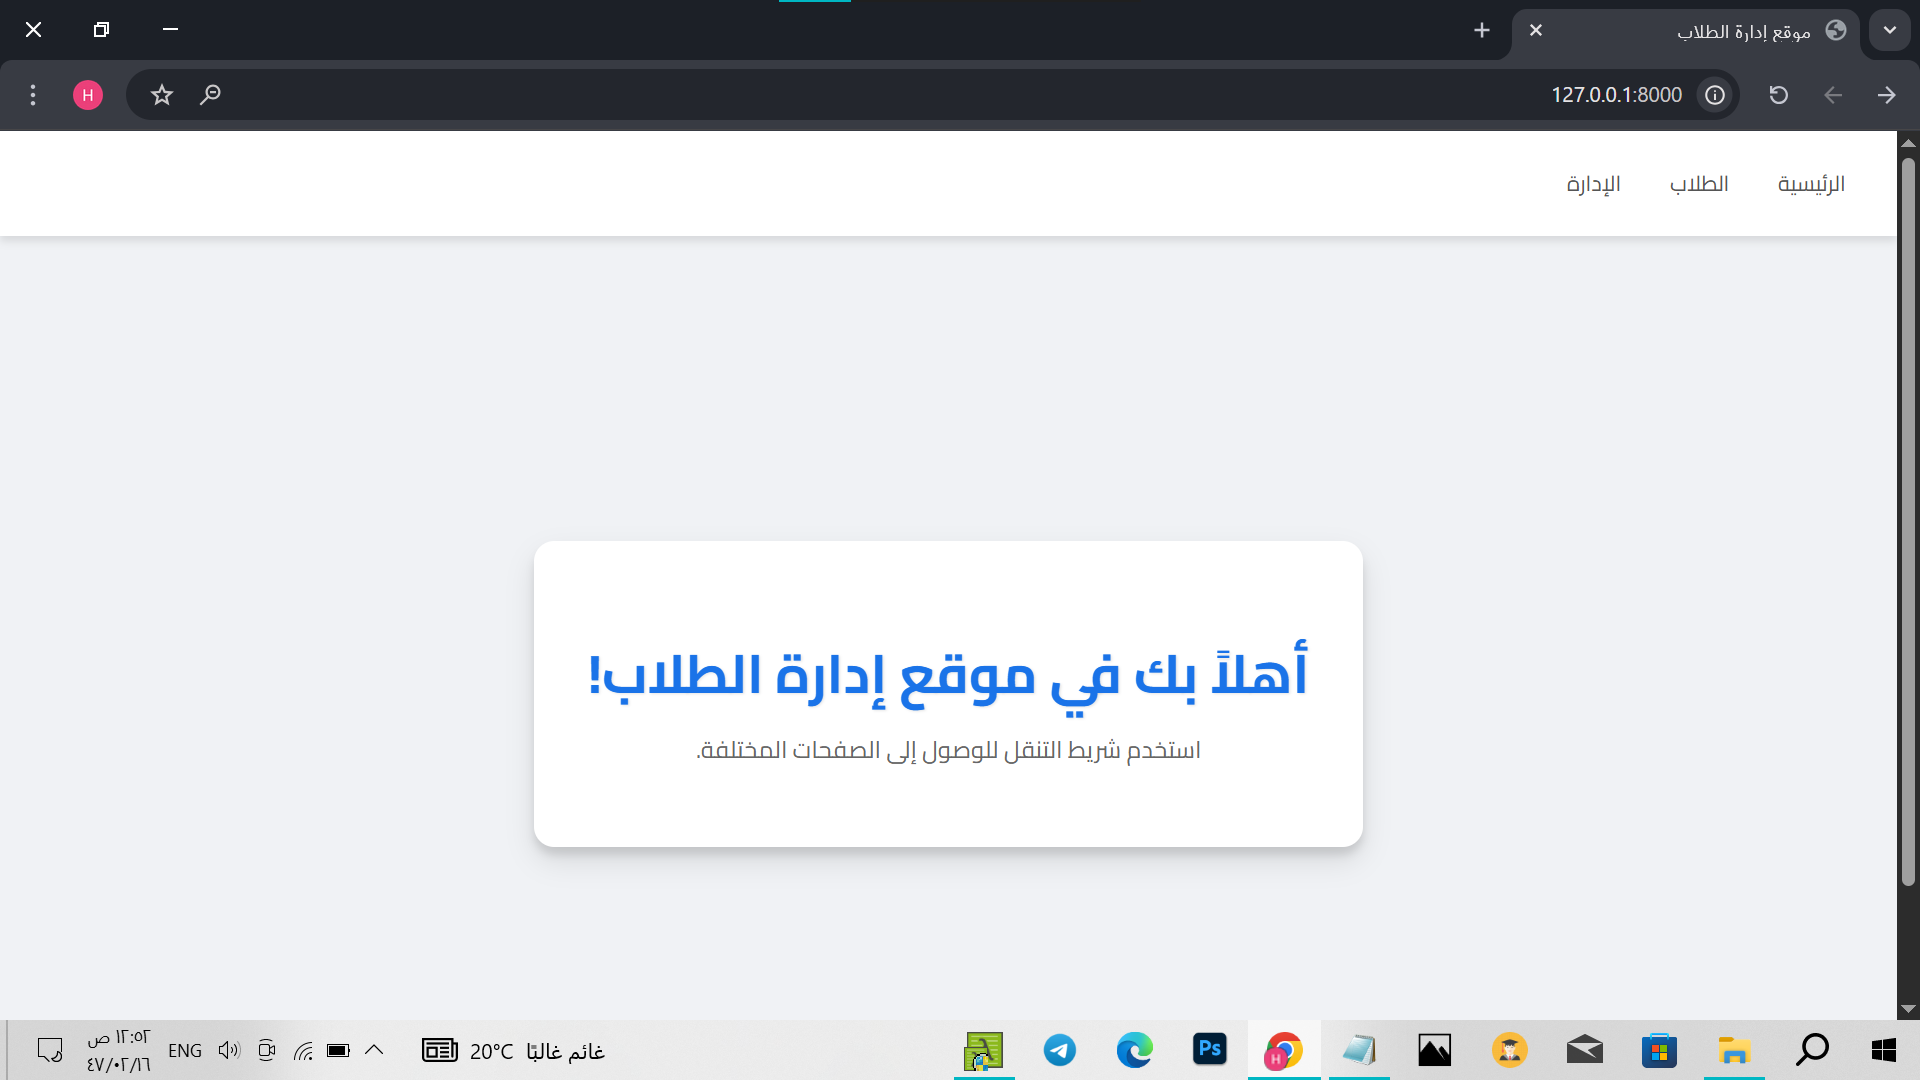 موقع إدارة الطلاب
127.0.0.1:8000
H
الرئيسية
الطلاب
الإدارة
أهلاً بك في موقع إدارة الطلاب!
استخدم شريط التنقل للوصول إلى الصفحات المختلفة.
Ps
H
غائم غالبًا 20°C
ENG
١٢:٥٢ ص
٤٧/٠٢/١٦